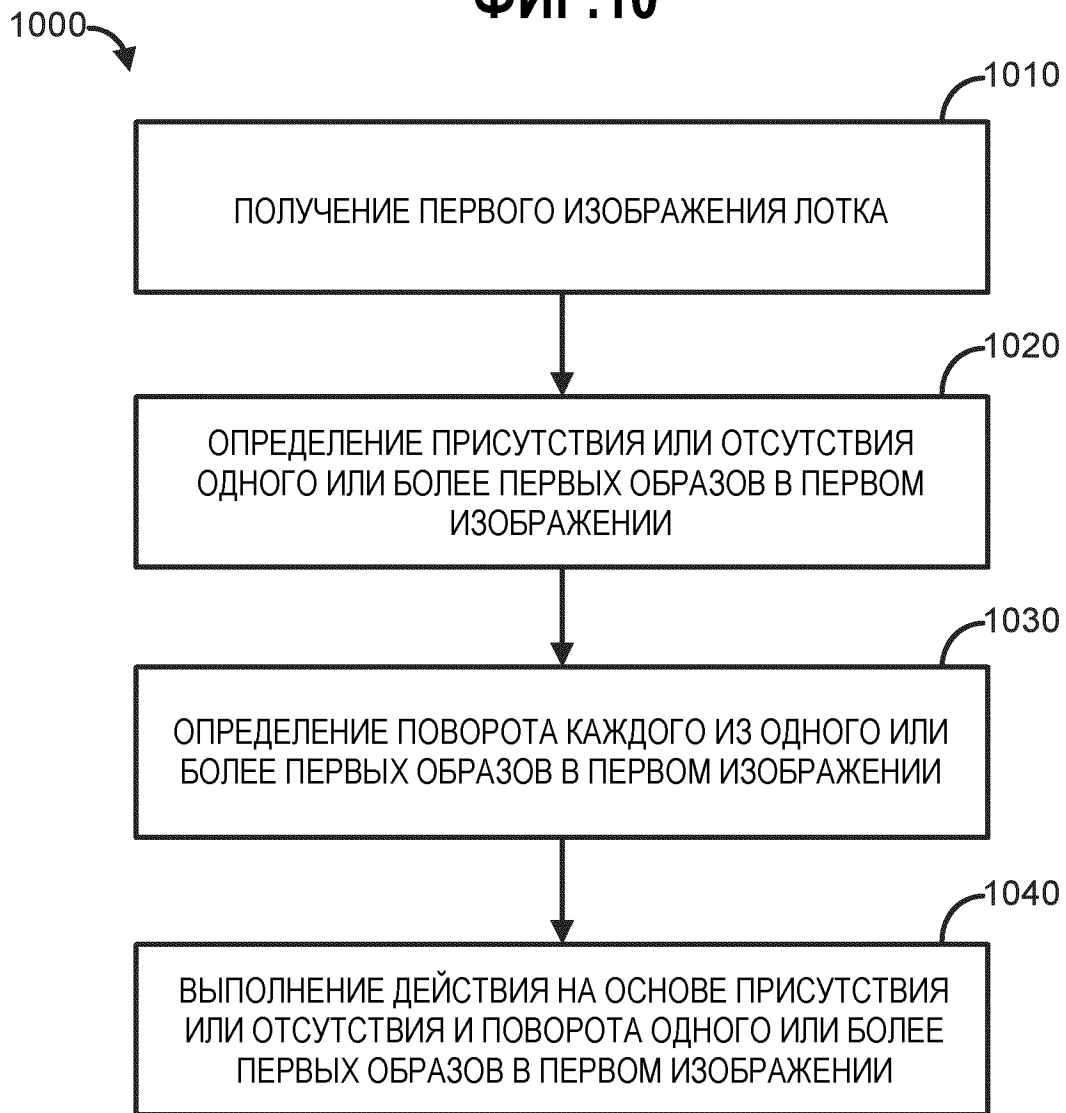 ФИГ.10
1000
1010
ПОЛУЧЕНИЕ ПЕРВОГО ИЗОБРАЖЕНИЯ ЛОТКА
1020
ОПРЕДЕЛЕНИЕ ПРИСУТСТВИЯ ИЛИ ОТСУТСТВИЯ
ОДНОГО ИЛИ БОЛЕЕ ПЕРВЫХ ОБРАЗОВ В ПЕРВОМ
ИЗОБРАЖЕНИИ
1030
ОПРЕДЕЛЕНИЕ ПОВОРОТА КАЖДОГО ИЗ ОДНОГО ИЛИ
БОЛЕЕ ПЕРВЫХ ОБРАЗОВ В ПЕРВОМ ИЗОБРАЖЕНИИ
1040
ВЫПОЛНЕНИЕ ДЕЙСТВИЯ НА ОСНОВЕ ПРИСУТСТВИЯ
ИЛИ ОТСУТСТВИЯ И ПОВОРОТА ОДНОГО ИЛИ БОЛЕЕ
ПЕРВЫХ ОБРАЗОВ В ПЕРВОМ ИЗОБРАЖЕНИИ